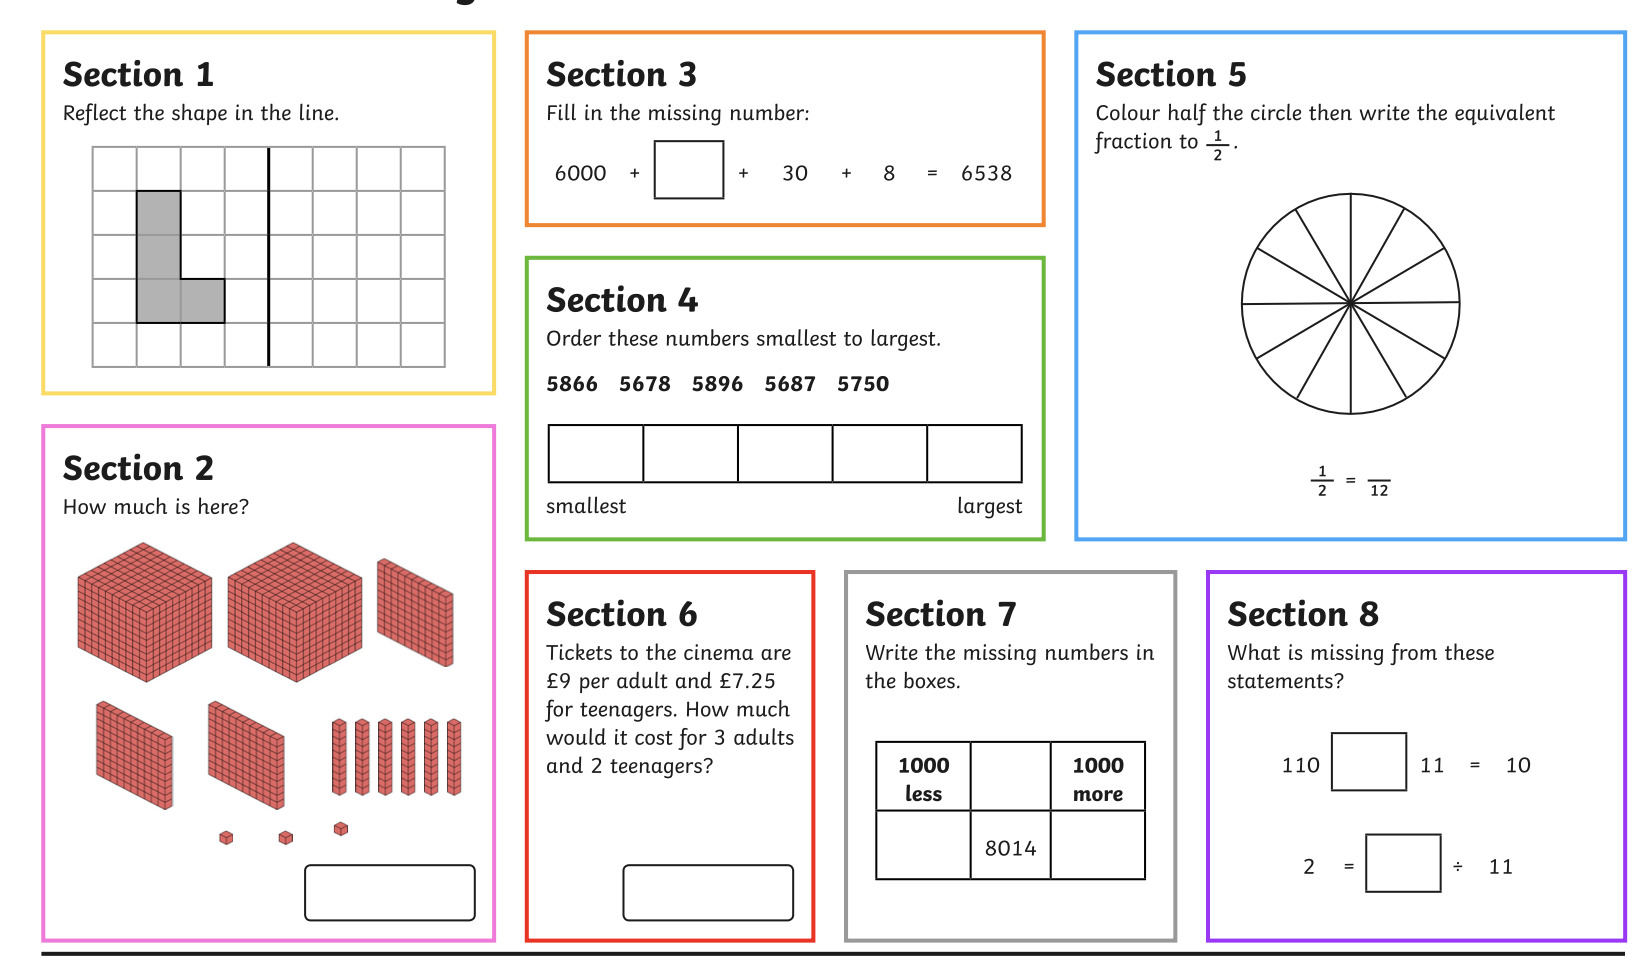 Section 1
Reflect the shape in the line.
Section 2
How much is here?
Section 3
Fill in the missing number:
6000 + + 30 + 8 = 6538
Section 4
Order these numbers smallest to largest.
5866 5678 5896 5687 5750
smallest largest
Section 5
Colour half the circle then write the equivalent
fraction to 1/2.
1/2 = /12
Section 6
Tickets to the cinema are
£9 per adult and £7.25
for teenagers. How much
would it cost for 3 adults
and 2 teenagers?
Section 7
Write the missing numbers in
the boxes.
1000 1000
less more
8014
Section 8
What is missing from these
statements?
110 11 = 10
2 = ÷ 11